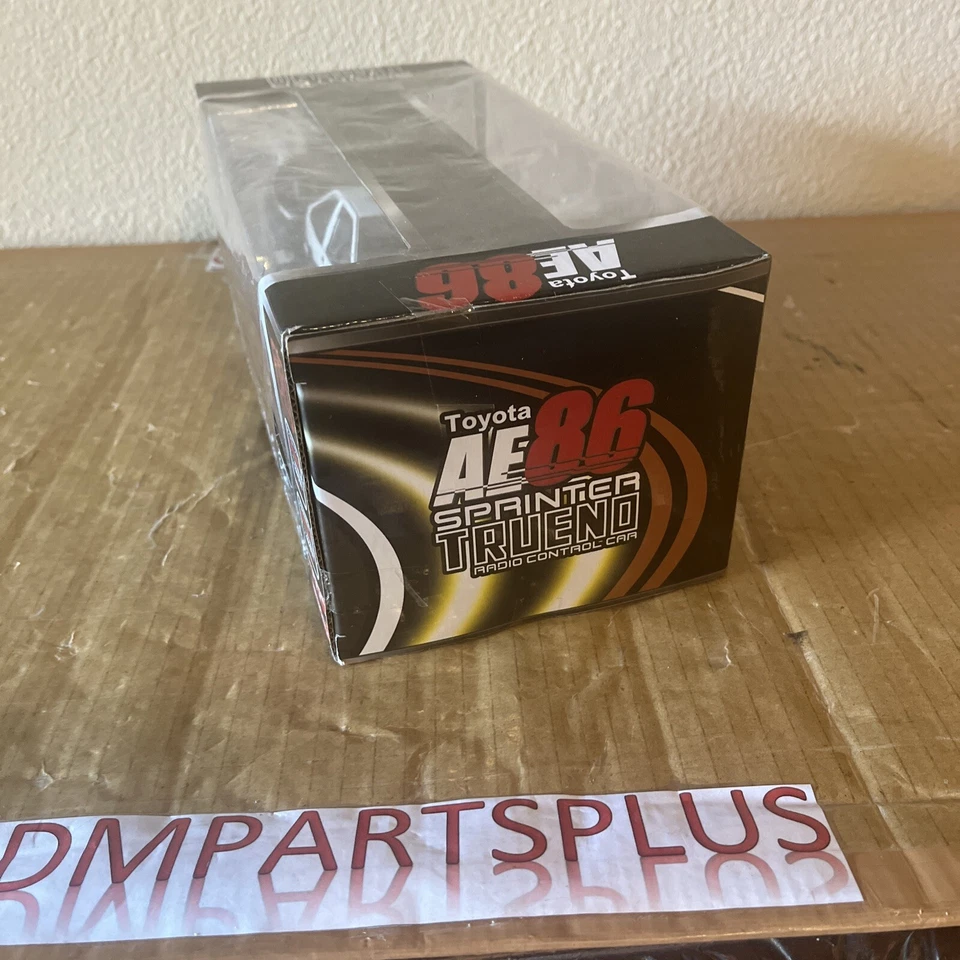 Toyota
AE86
Toyota
AE86
SPRINTER
TRUENO
RADIO CONTROL CAR
DMPARTSPLUS